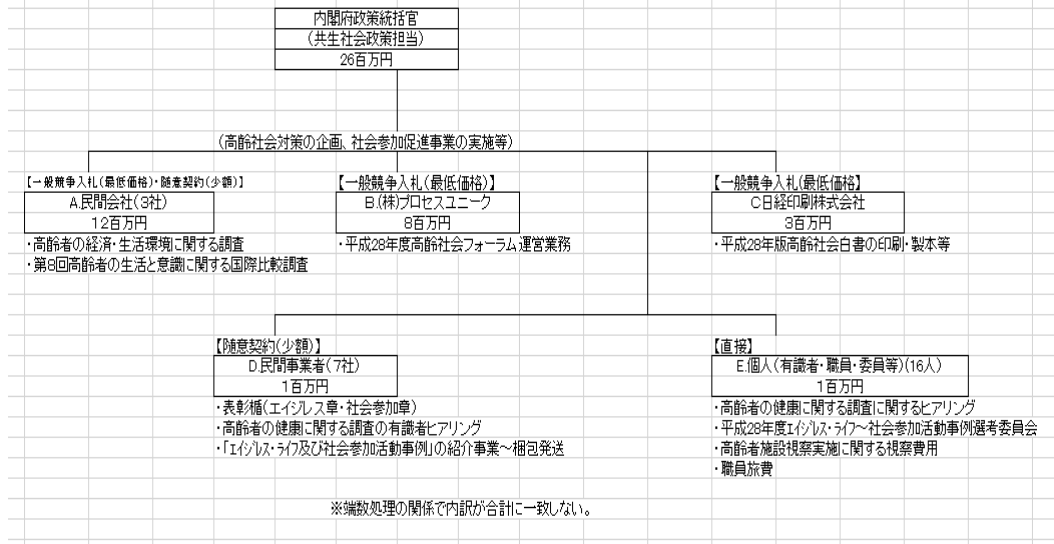 内閣府政策統括官
(共生社会政策担当)
26百万円
(高齢社会対策の企画、社会参加促進事業の実施等)
【一般競争入札(最低価格)・随意契約(少額)】
A.民間会社(3社)
12百万円
・高齢者の経済・生活環境に関する調査
・第8回高齢者の生活と意識に関する国際比較調査
【一般競争入札(最低価格)】
B.(株)プロセスユニーク
8百万円
・平成28年度高齢社会フォーラム運営業務
【一般競争入札(最低価格】
C日経印刷株式会社
3百万円
・平成28年版高齢社会白書の印刷・製本等
【随意契約(少額)】
D.民間事業者(7社)
1百万円
・表彰楯(エイジレス章・社会参加章)
・高齢者の健康に関する調査の有識者ヒアリング
・「エイジレス・ライフ及び社会参加活動事例」の紹介事業～梱包発送
【直接】
E.個人(有識者・職員・委員等)(16人)
1百万円
・高齢者の健康に関する調査に関するヒアリング
・平成28年度エイジレス・ライフ～社会参加活動事例選考委員会
・高齢者施設視察実施に関する視察費用
・職員旅費
※端数処理の関係で内訳が合計に一致しない。